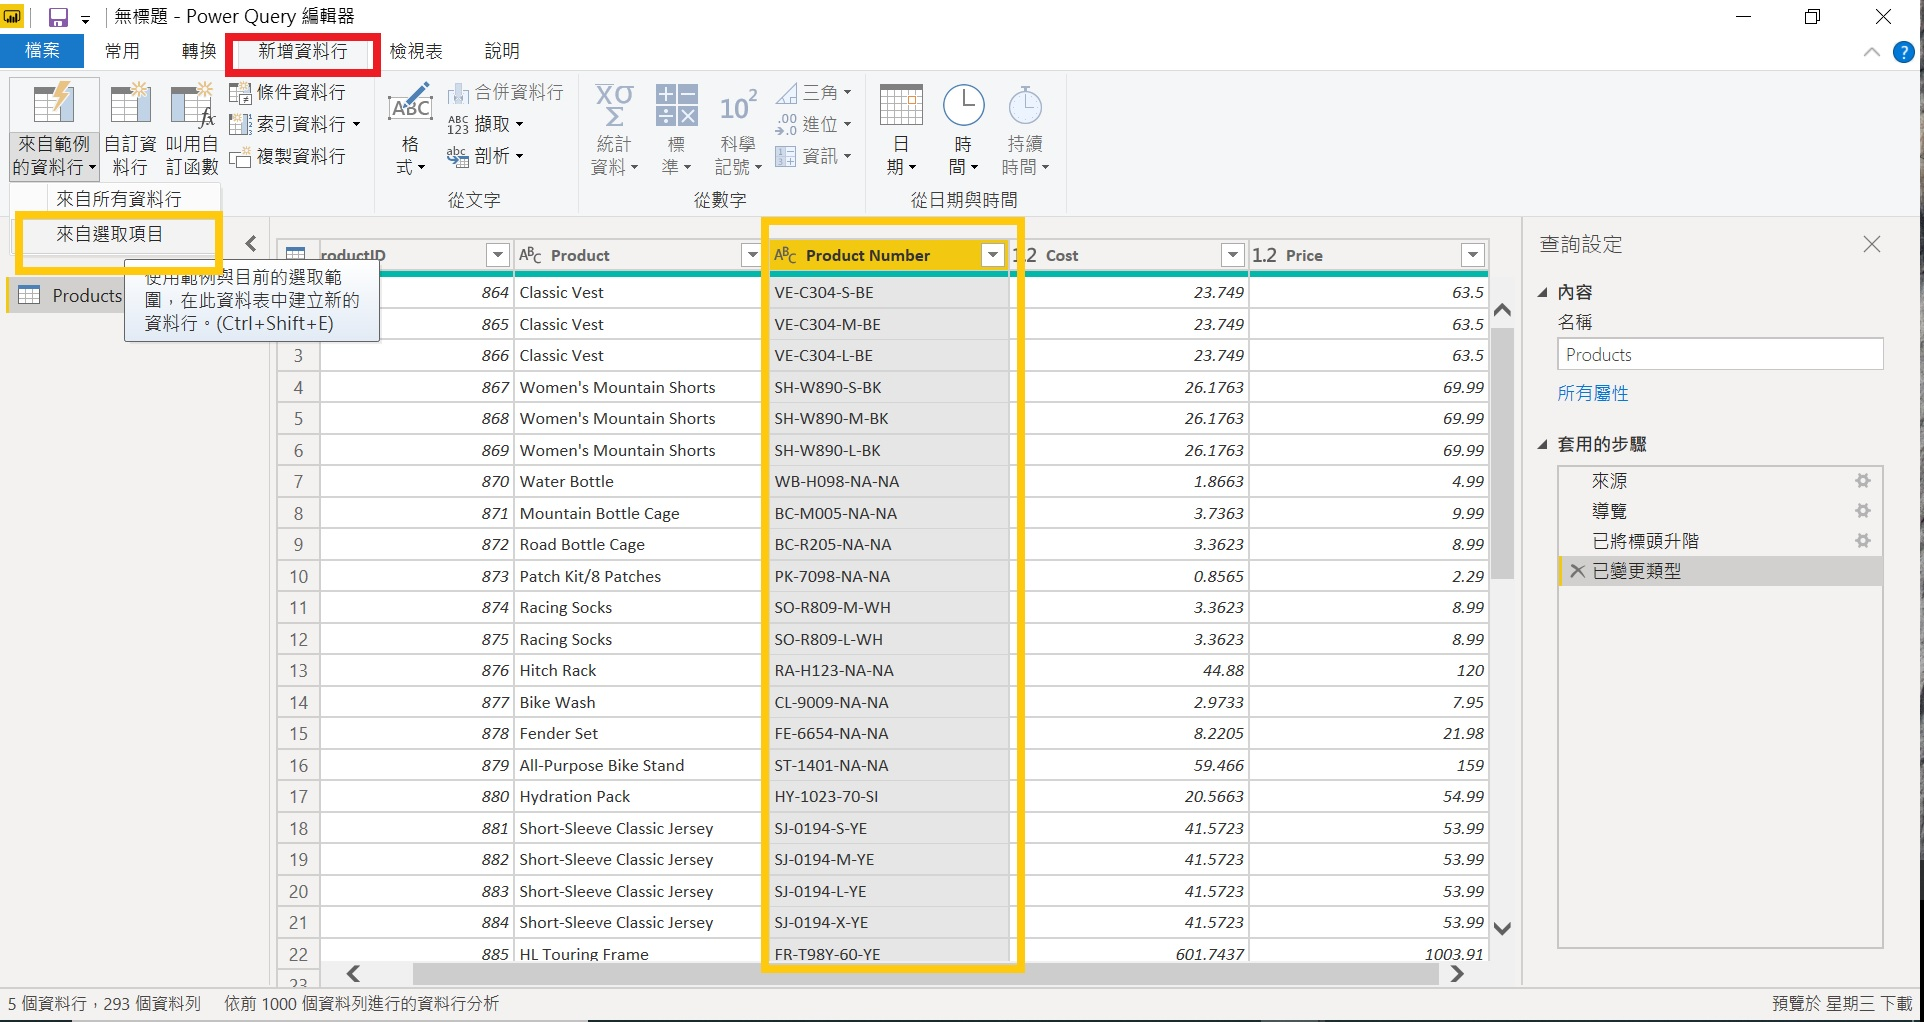 無標題 - Power Query 編輯器
檔案 常用 轉換 新增資料行 檢視表 說明
來自範例的資料行 自訂資料行 叫用自訂函數
條件資料行
索引資料行
複製資料行
格式
合併資料行
擷取
剖析
從文字
統計資料 標準 科學記號
三角
進位
資訊
從數字
日期 時間 持續時間
從日期與時間
來自所有資料行
來自選取項目
使用範例與目前的選取範
圍，在此資料表中建立新的
資料行。(Ctrl+Shift+E)
Products
roductID Product Product Number 1.2 Cost 1.2 Price
864 Classic Vest VE-C304-S-BE 23.749 63.5
865 Classic Vest VE-C304-M-BE 23.749 63.5
3 866 Classic Vest VE-C304-L-BE 23.749 63.5
4 867 Women's Mountain Shorts SH-W890-S-BK 26.1763 69.99
5 868 Women's Mountain Shorts SH-W890-M-BK 26.1763 69.99
6 869 Women's Mountain Shorts SH-W890-L-BK 26.1763 69.99
7 870 Water Bottle WB-H098-NA-NA 1.8663 4.99
8 871 Mountain Bottle Cage BC-M005-NA-NA 3.7363 9.99
9 872 Road Bottle Cage BC-R205-NA-NA 3.3623 8.99
10 873 Patch Kit/8 Patches PK-7098-NA-NA 0.8565 2.29
11 874 Racing Socks SO-R809-M-WH 3.3623 8.99
12 875 Racing Socks SO-R809-L-WH 3.3623 8.99
13 876 Hitch Rack RA-H123-NA-NA 44.88 120
14 877 Bike Wash CL-9009-NA-NA 2.9733 7.95
15 878 Fender Set FE-6654-NA-NA 8.2205 21.98
16 879 All-Purpose Bike Stand ST-1401-NA-NA 59.466 159
17 880 Hydration Pack HY-1023-70-SI 20.5663 54.99
18 881 Short-Sleeve Classic Jersey SJ-0194-S-YE 41.5723 53.99
19 882 Short-Sleeve Classic Jersey SJ-0194-M-YE 41.5723 53.99
20 883 Short-Sleeve Classic Jersey SJ-0194-L-YE 41.5723 53.99
21 884 Short-Sleeve Classic Jersey SJ-0194-X-YE 41.5723 53.99
22 885 HL Touring Frame FR-T98Y-60-YE 601.7437 1003.91
23
查詢設定
內容
名稱
Products
所有屬性
套用的步驟
來源
導覽
已將標頭升階
已變更類型
5 個資料行，293 個資料列 依前 1000 個資料列進行的資料行分析
預覽於 星期三 下載